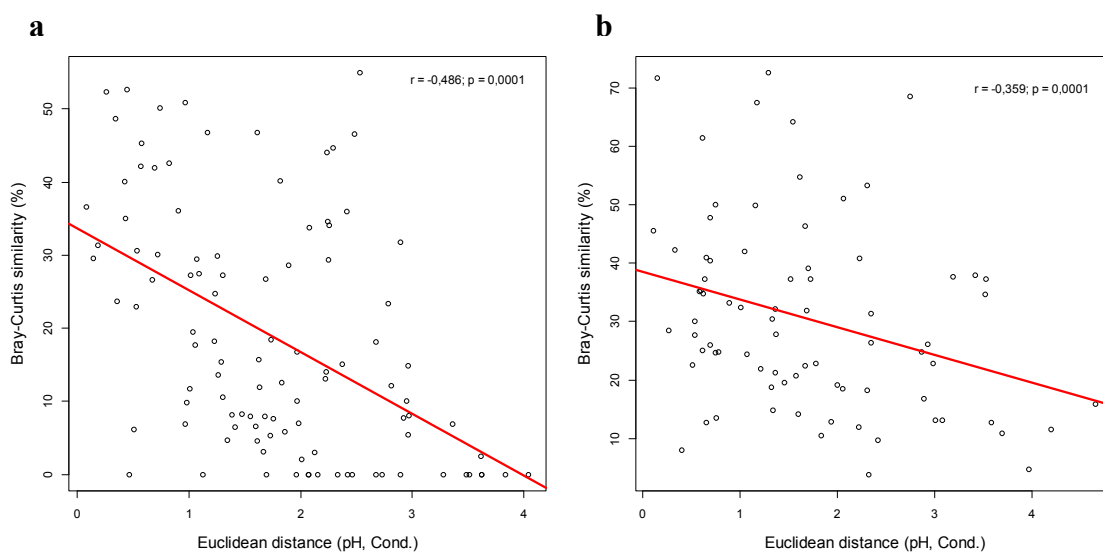 a
r = -0,486; p = 0,0001
Bray-Curtis similarity (%)
50
40
30
20
10
0
0 1 2 3 4
Euclidean distance (pH, Cond.)
b
r = -0,359; p = 0,0001
Bray-Curtis similarity (%)
70
60
50
40
30
20
10
0 1 2 3 4
Euclidean distance (pH, Cond.)